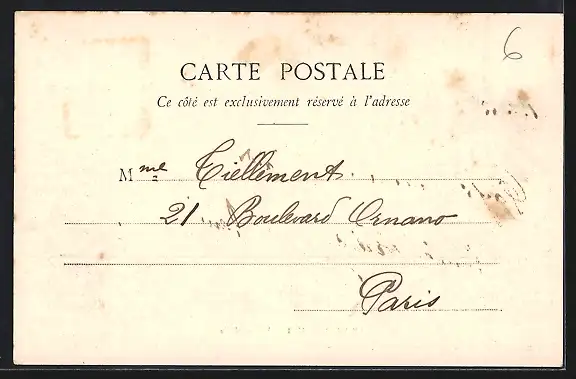 6
CARTE POSTALE
Ce côté est exclusivement réservé à l'adresse
Mme Tiellement.
21 Boulevard Ornano
Paris